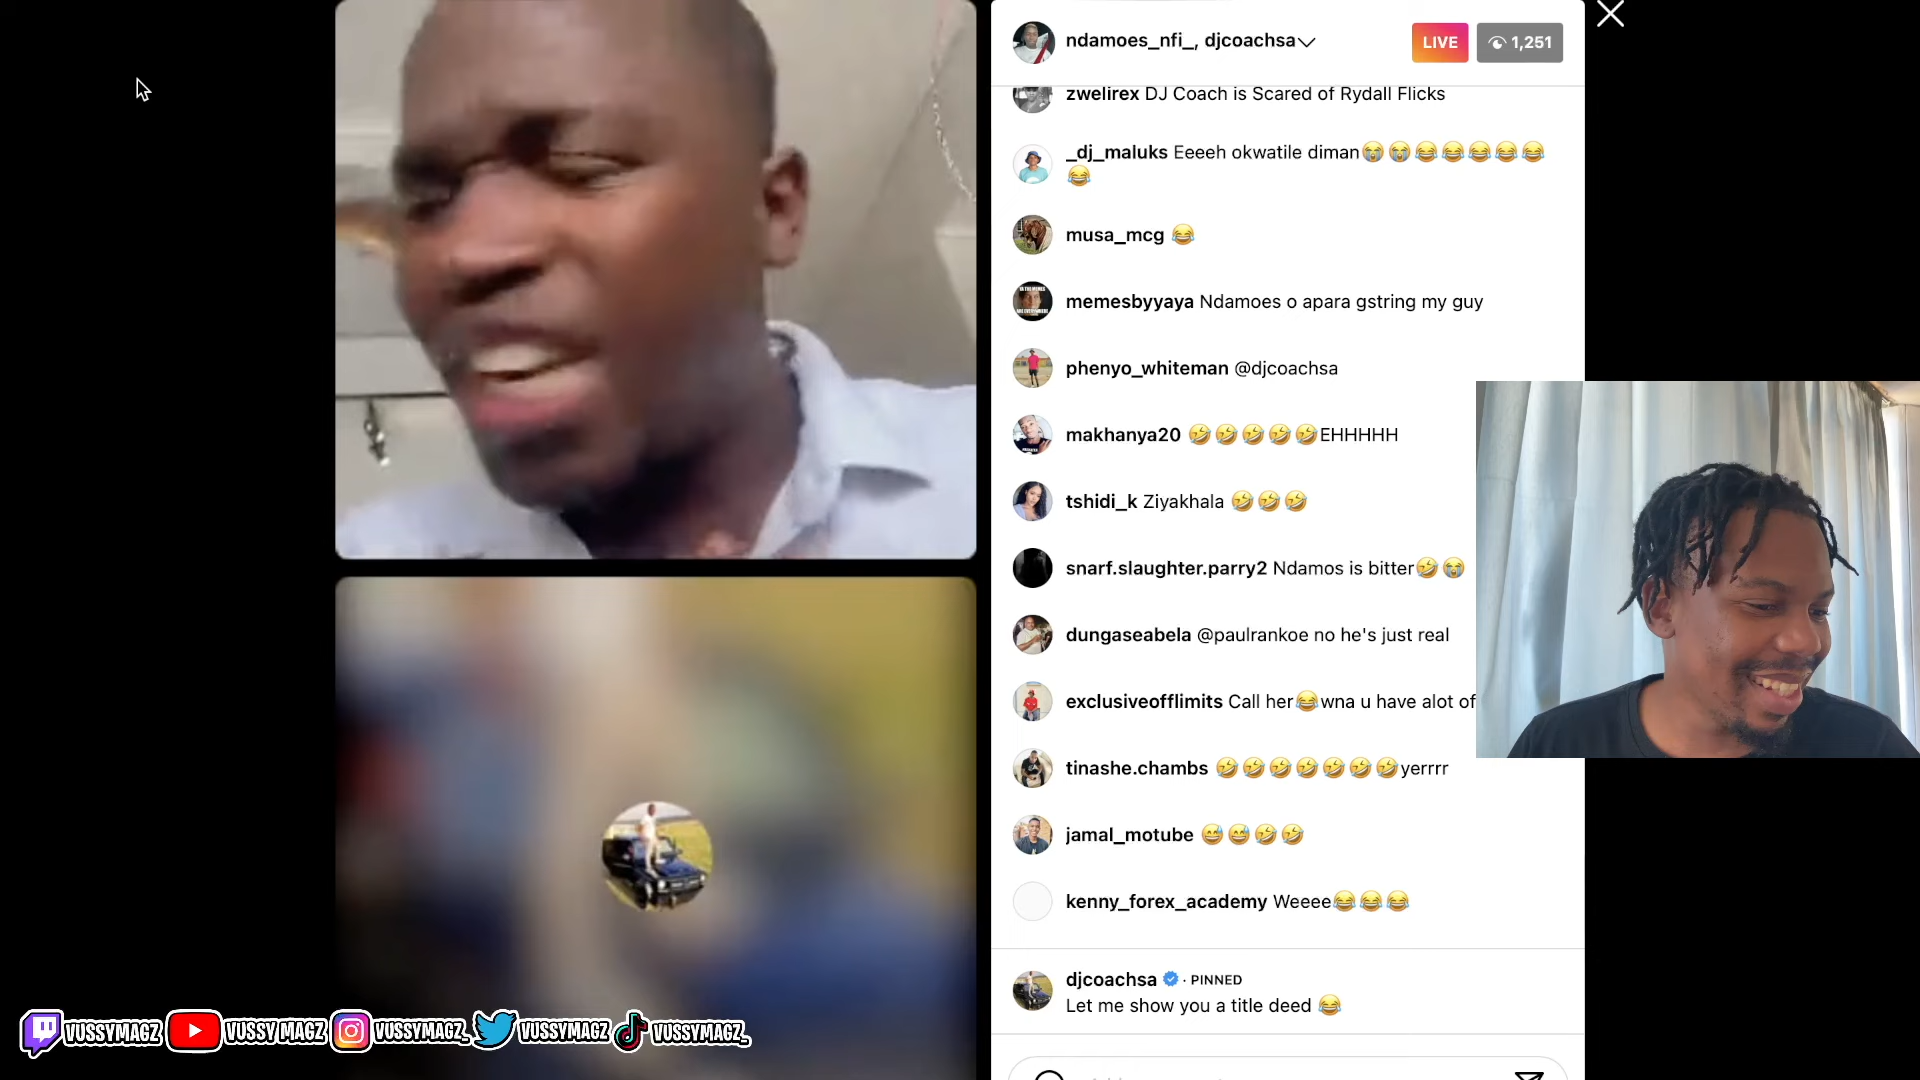 ndamoes_nfi_, djcoachsa
LIVE
1,251
zwelirex DJ Coach is Scared of Rydall Flicks
_dj_maluks Eeeeh okwatile diman😭😭😂😂😂😂😂
😂
musa_mcg 😂
memesbyyaya Ndamoes o apara gstring my guy
phenyo_whiteman @djcoachsa
makhanya20 🤣🤣🤣🤣🤣EHHHHH
tshidi_k Ziyakhala 🤣🤣🤣
snarf.slaughter.parry2 Ndamos is bitter🤣😭
dungaseabela @paulrankoe no he's just real
exclusiveofflimits Call her😂wna u have alot of
tinashe.chambs 🤣🤣🤣🤣🤣🤣🤣yerrrr
jamal_motube 😅😅🤣🤣
kenny_forex_academy Weeee😂😂😂
djcoachsa · PINNED
Let me show you a title deed 😂
VUSSYMAGZ VUSSY MAGZ VUSSYMAGZ_ VUSSYMAGZ VUSSYMAGZ_